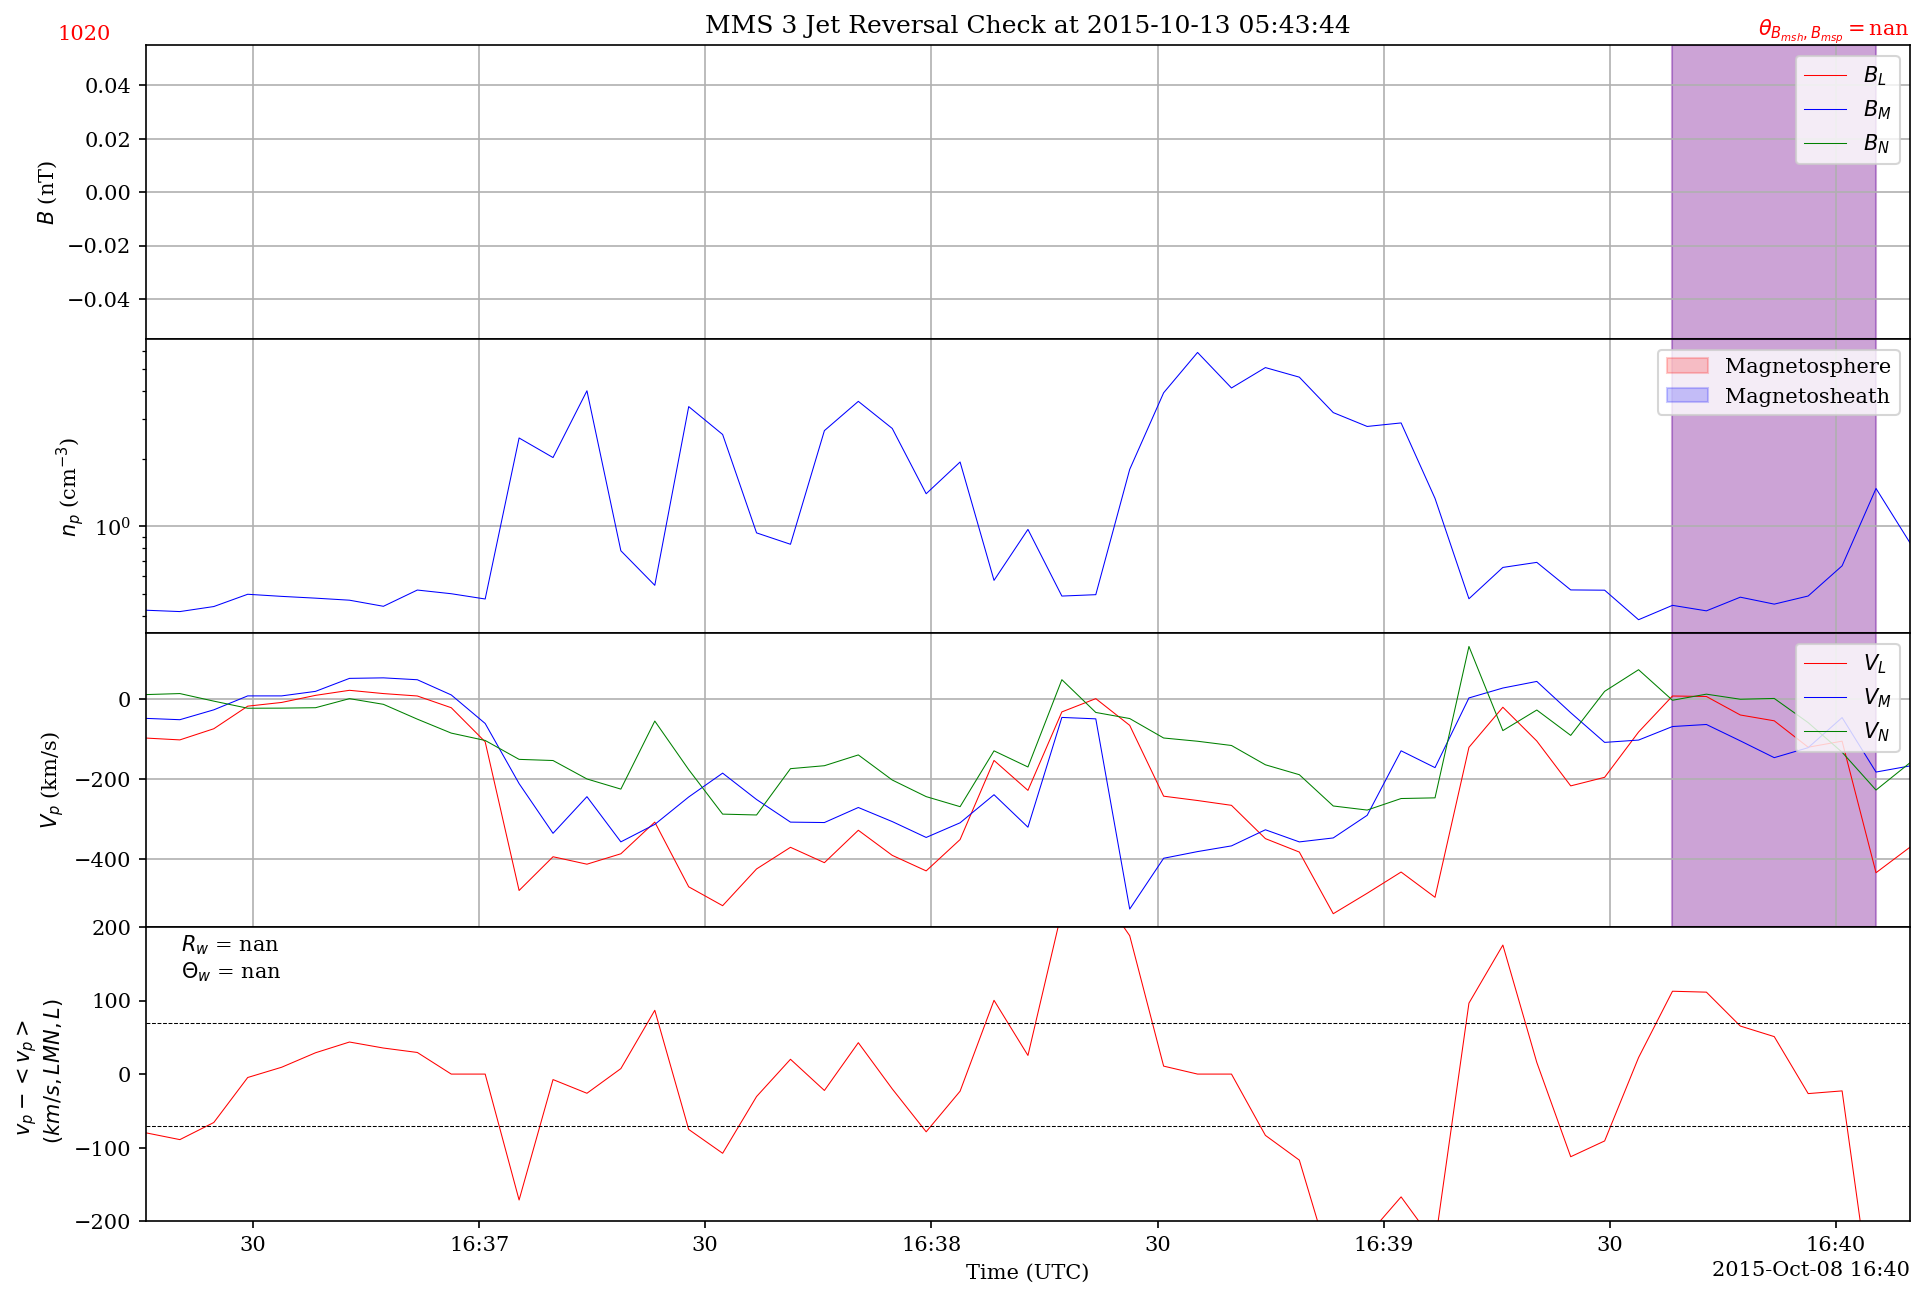 MMS 3 Jet Reversal Check at 2015-10-13 05:43:44
1020
θ_{B_{msh}, B_{msp}} = nan
0.04
0.02
0.00
−0.02
−0.04
B (nT)
B_L
B_M
B_N
10^0
n_p (cm^{−3})
Magnetosphere
Magnetosheath
0
−200
−400
V_p (km/s)
V_L
V_M
V_N
200
100
0
−100
−200
v_p − < v_p >
(km/s, LMN, L)
R_w = nan
Θ_w = nan
30 16:37 30 16:38 30 16:39 30 16:40
Time (UTC)
2015-Oct-08 16:40